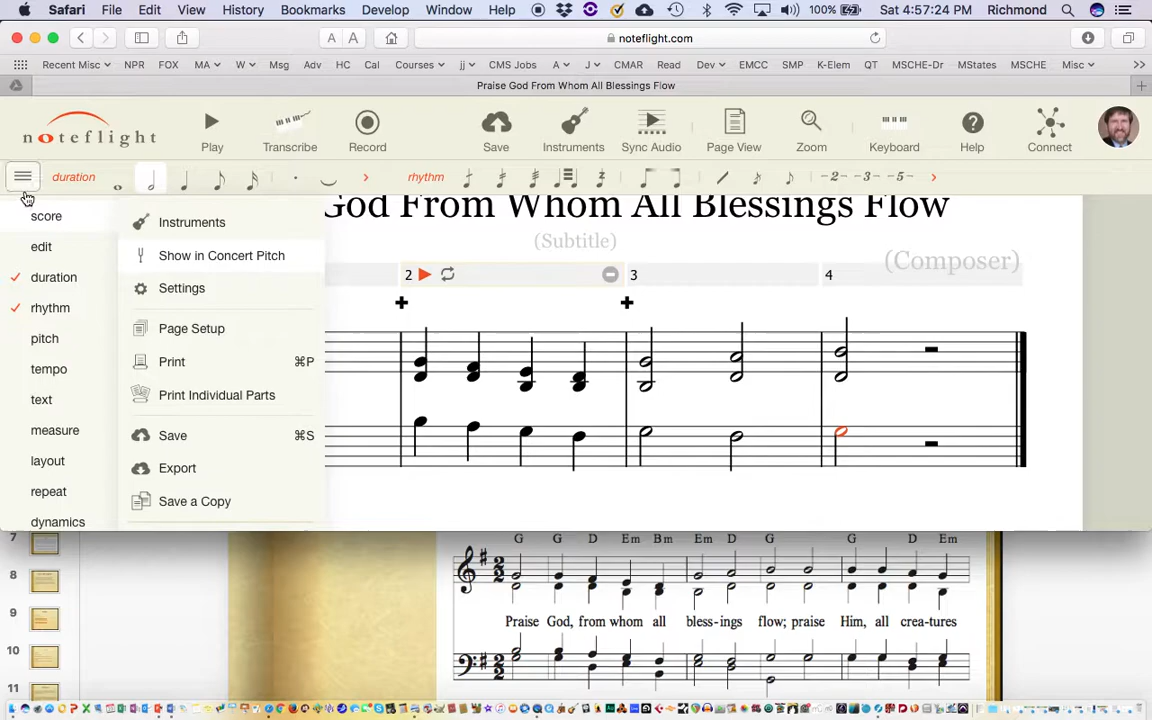 Safari File Edit View History Bookmarks Develop Window Help 100% Sat 4:57:24 PM Richmond
A A noteflight.com
Recent Misc NPR FOX MA W Msg Adv HC Cal Courses jj CMS Jobs A J CMAR Read Dev EMCC SMP K-Elem QT MSCHE-Dr MStates MSCHE Misc >>
Praise God From Whom All Blessings Flow
noteflight Play Transcribe Record Save Instruments Sync Audio Page View Zoom Keyboard Help Connect
duration rhythm -2- -3- -5-
God From Whom All Blessings Flow
score Instruments
(Subtitle)
edit Show in Concert Pitch
(Composer)
duration 2 3 4
Settings
rhythm
Page Setup
pitch
Print ⌘P
tempo
Print Individual Parts
text
measure Save ⌘S
layout Export
repeat Save a Copy
dynamics
7 G G D Em Bm Em D G G D Em
8
9 Praise God, from whom all bless-ings flow; praise Him, all crea-tures
10
11